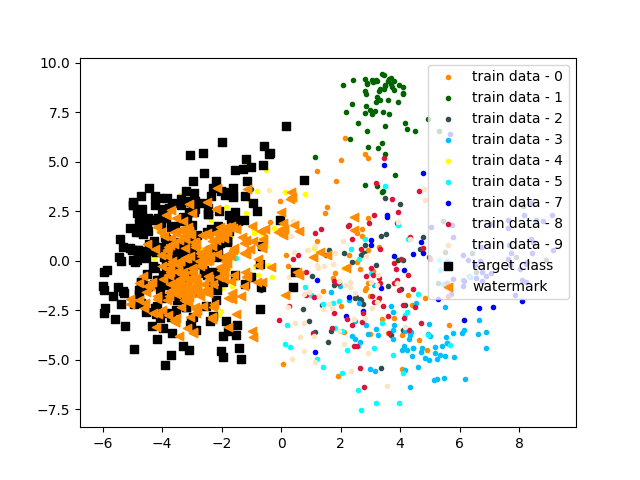 10.0
7.5
5.0
2.5
0.0
−2.5
−5.0
−7.5
−6
−4
−2
0
2
4
6
8
train data - 0
train data - 1
train data - 2
train data - 3
train data - 4
train data - 5
train data - 7
train data - 8
train data - 9
target class
watermark